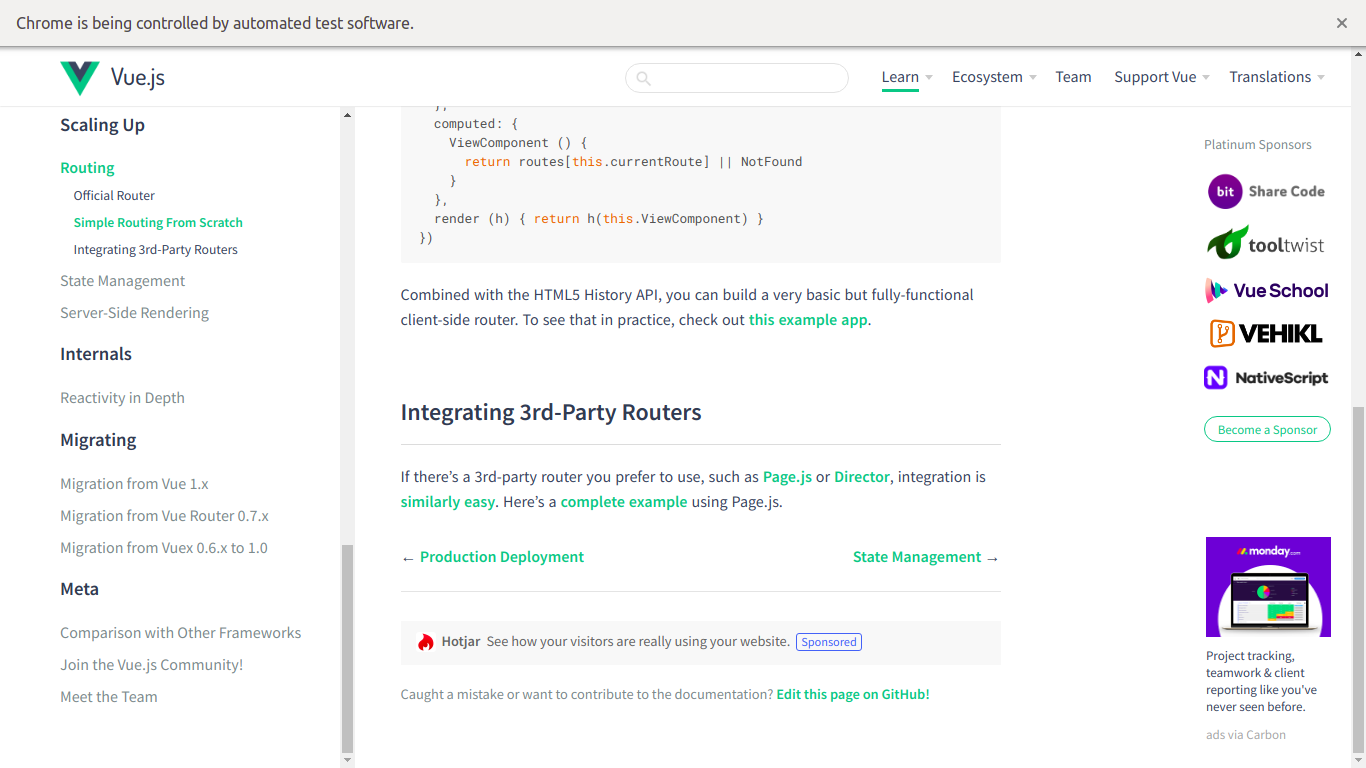 Chrome is being controlled by automated test software.
Vue.js
Learn
Ecosystem
Team
Support Vue
Translations
Scaling Up
Routing
Official Router
Simple Routing From Scratch
Integrating 3rd-Party Routers
State Management
Server-Side Rendering
Internals
Reactivity in Depth
Migrating
Migration from Vue 1.x
Migration from Vue Router 0.7.x
Migration from Vuex 0.6.x to 1.0
Meta
Comparison with Other Frameworks
Join the Vue.js Community!
Meet the Team
},
computed: {
ViewComponent () {
return routes[this.currentRoute] || NotFound
}
},
render (h) { return h(this.ViewComponent) }
})
Combined with the HTML5 History API, you can build a very basic but fully-functional
client-side router. To see that in practice, check out this example app.
Integrating 3rd-Party Routers
If there’s a 3rd-party router you prefer to use, such as Page.js or Director, integration is
similarly easy. Here’s a complete example using Page.js.
← Production Deployment
State Management →
Hotjar See how your visitors are really using your website. Sponsored
Caught a mistake or want to contribute to the documentation? Edit this page on GitHub!
Platinum Sponsors
bit Share Code
tooltwist
Vue School
VEHIKL
N NativeScript
Become a Sponsor
monday.com
Project tracking,
teamwork & client
reporting like you've
never seen before.
ads via Carbon